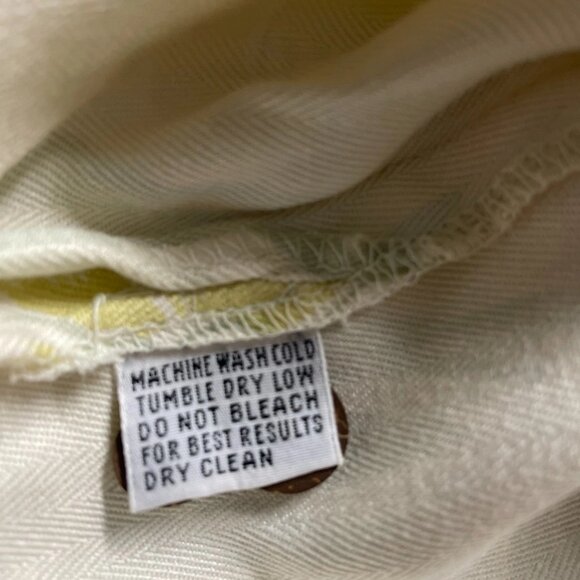 MACHINE WASH COLD
TUMBLE DRY LOW
DO NOT BLEACH
FOR BEST RESULTS
DRY CLEAN